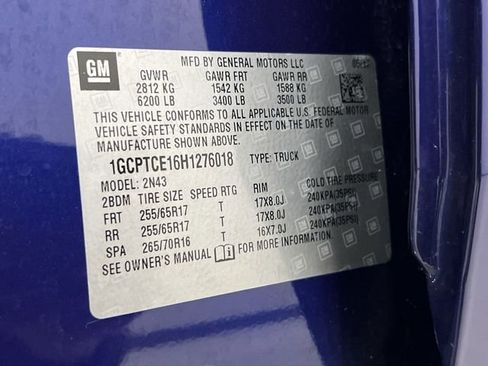 GM
MFD BY GENERAL MOTORS LLC
GVWR GAWR FRT GAWR RR
2812 KG 1542 KG 1588 KG
6200 LB 3400 LB 3500 LB
THIS VEHICLE CONFORMS TO ALL APPLICABLE U.S. FEDERAL MOTOR
VEHICLE SAFETY STANDARDS IN EFFECT ON THE DATE OF
MANUFACTURE SHOWN ABOVE.
1GCPTCE16H1276018 TYPE: TRUCK
MODEL: 2N43
2BDM TIRE SIZE SPEED RTG RIM COLD TIRE PRESSURE
FRT 255/65R17 T 17X8.0J 240KPA(35PSI)
RR 255/65R17 T 17X8.0J 240KPA(35PSI)
SPA 265/70R16 T 16X7.0J 240KPA(35PSI)
SEE OWNER'S MANUAL FOR MORE INFORMATION